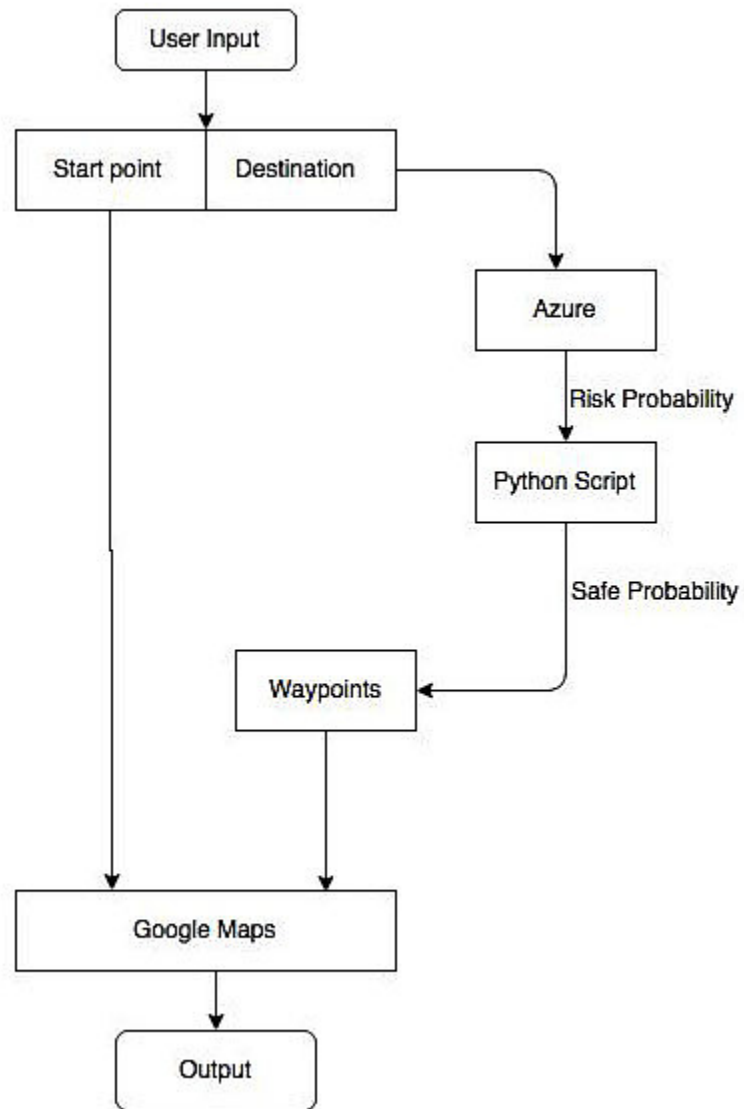 User Input
Start point
Destination
Azure
Risk Probability
Python Script
Safe Probability
Waypoints
Google Maps
Output